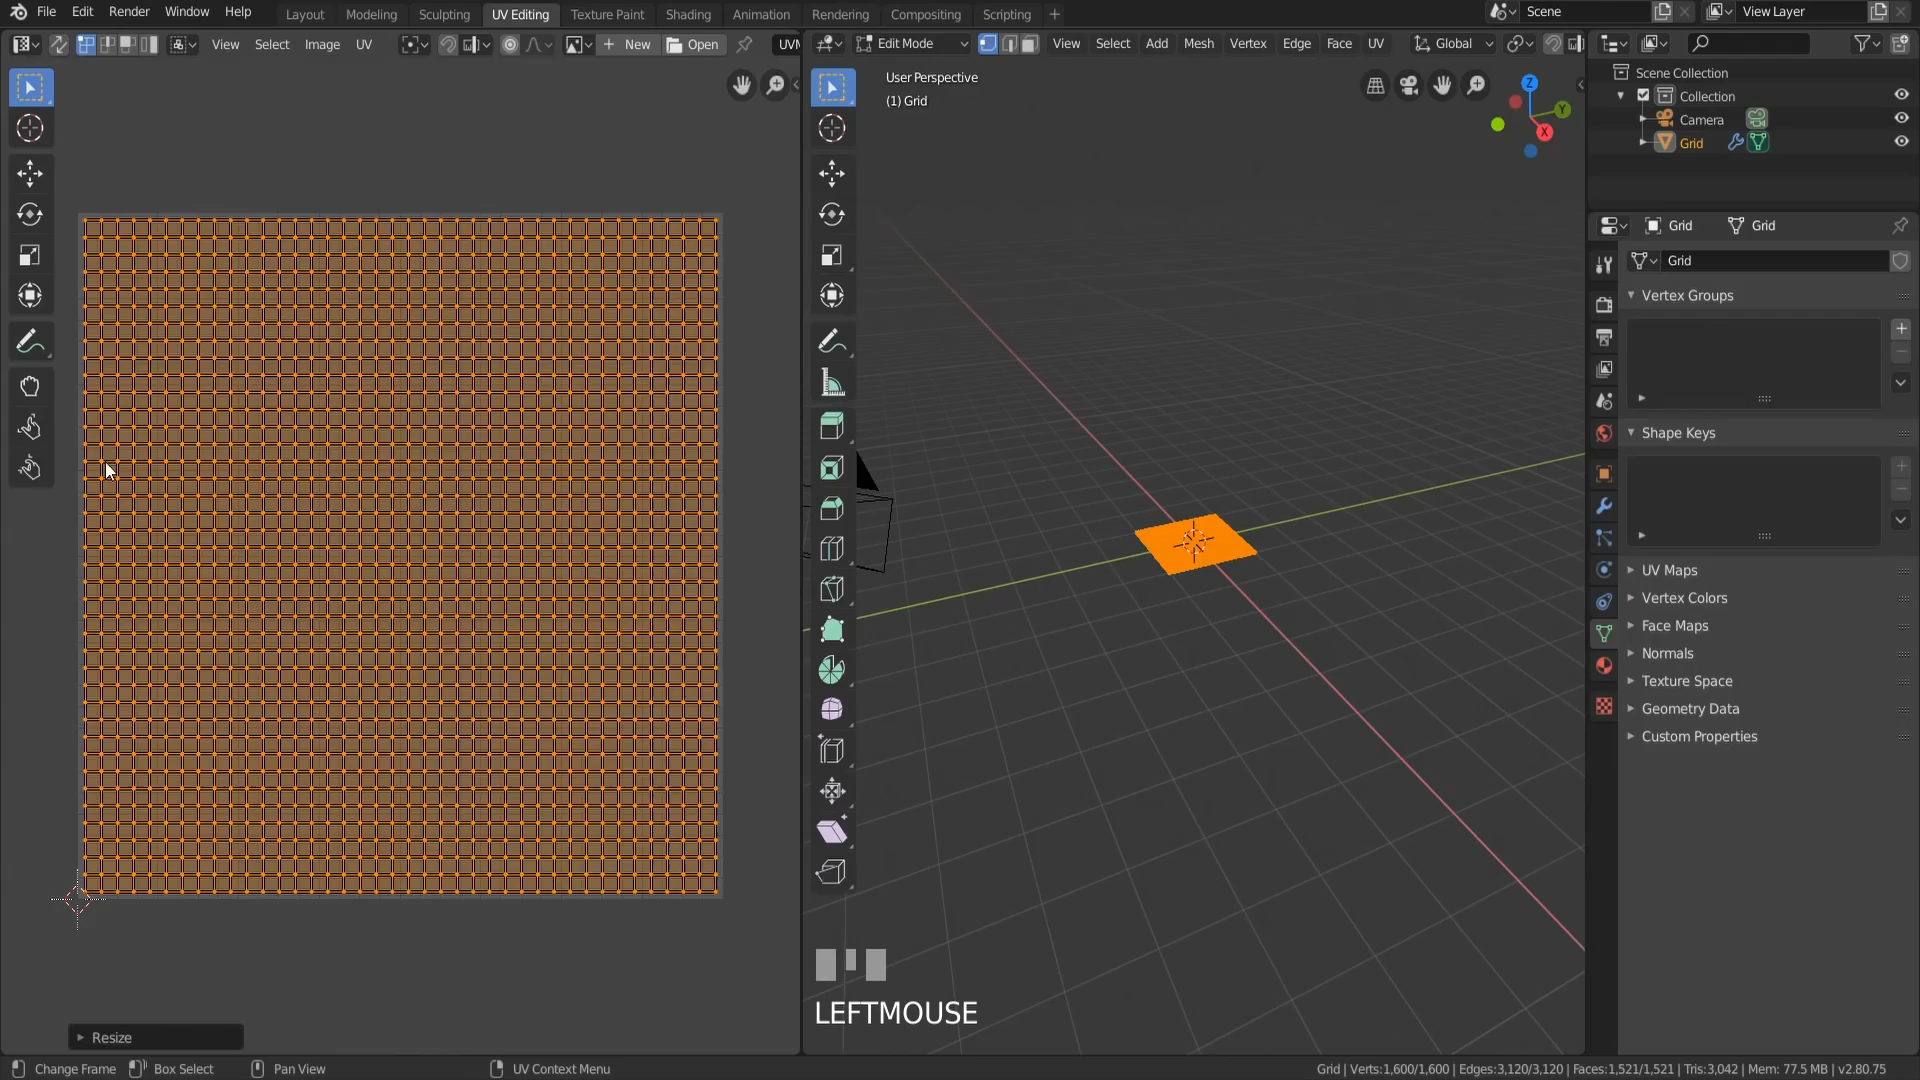 File Edit Render Window Help Layout Modeling Sculpting UV Editing Texture Paint Shading Animation Rendering Compositing Scripting + Scene View Layer
View Select Image UV New Open UVM Edit Mode View Select Add Mesh Vertex Edge Face UV Global
User Perspective
(1) Grid
Z
Y
X
Scene Collection
Collection
Camera
Grid
Grid Grid
Grid
Vertex Groups
Shape Keys
UV Maps
Vertex Colors
Face Maps
Normals
Texture Space
Geometry Data
Custom Properties
LEFTMOUSE
Resize
Change Frame Box Select Pan View UV Context Menu Grid | Verts:1,600/1,600 | Edges:3,120/3,120 | Faces:1,521/1,521 | Tris:3,042 | Mem: 77.5 MB | v2.80.75